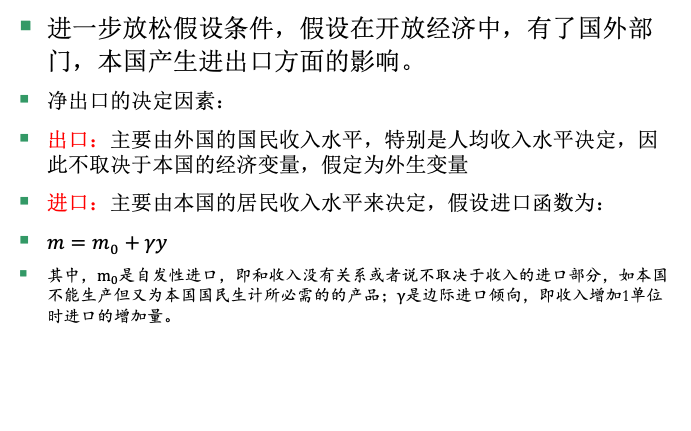 进一步放松假设条件，假设在开放经济中，有了国外部
门，本国产生进出口方面的影响。
净出口的决定因素：
出口：主要由外国的国民收入水平，特别是人均收入水平决定，因
此不取决于本国的经济变量，假定为外生变量
进口：主要由本国的居民收入水平来决定，假设进口函数为：
m = m₀ + γy
其中，m₀是自发性进口，即和收入没有关系或者说不取决于收入的进口部分，如本国
不能生产但又为本国国民生计所必需的的产品；γ是边际进口倾向，即收入增加1单位
时进口的增加量。